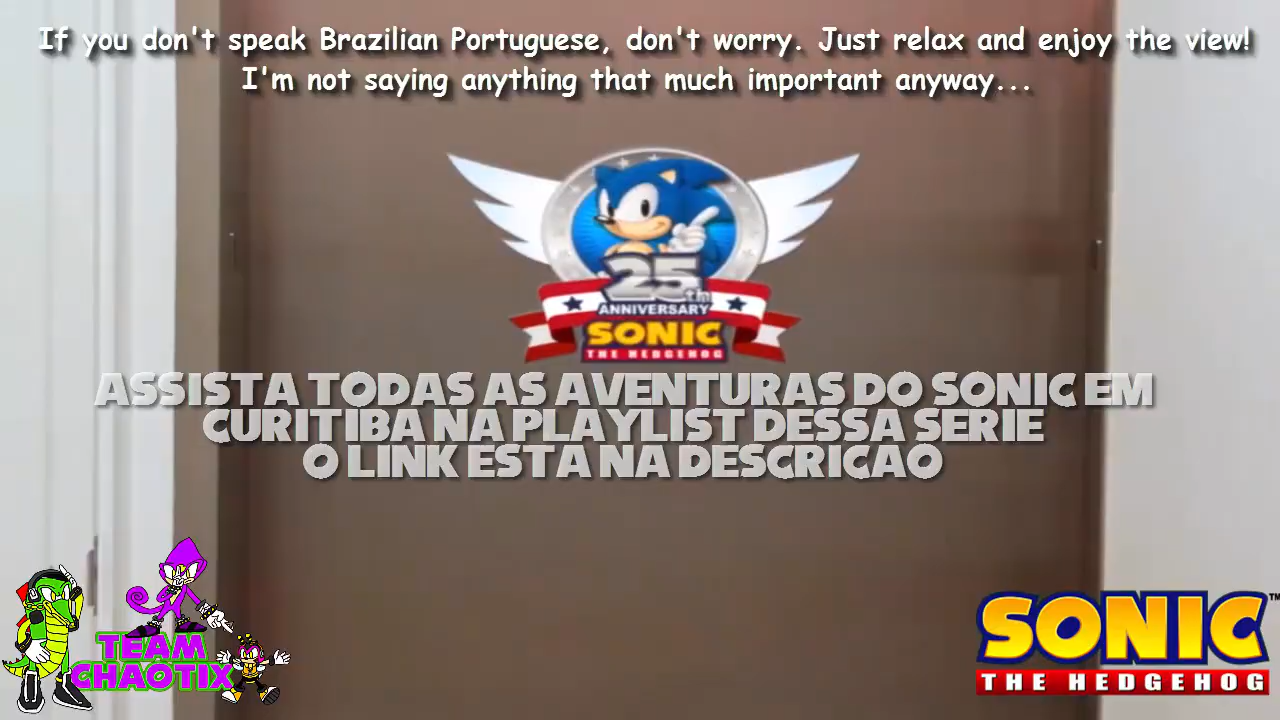 If you don't speak Brazilian Portuguese, don't worry. Just relax and enjoy the view!
I'm not saying anything that much important anyway...
25th
ANNIVERSARY
SONIC
THE HEDGEHOG
ASSISTA TODAS AS AVENTURAS DO SONIC EM
CURITIBA NA PLAYLIST DESSA SERIE
O LINK ESTA NA DESCRICAO
TEAM
CHAOTIX
SONIC™
THE HEDGEHOG